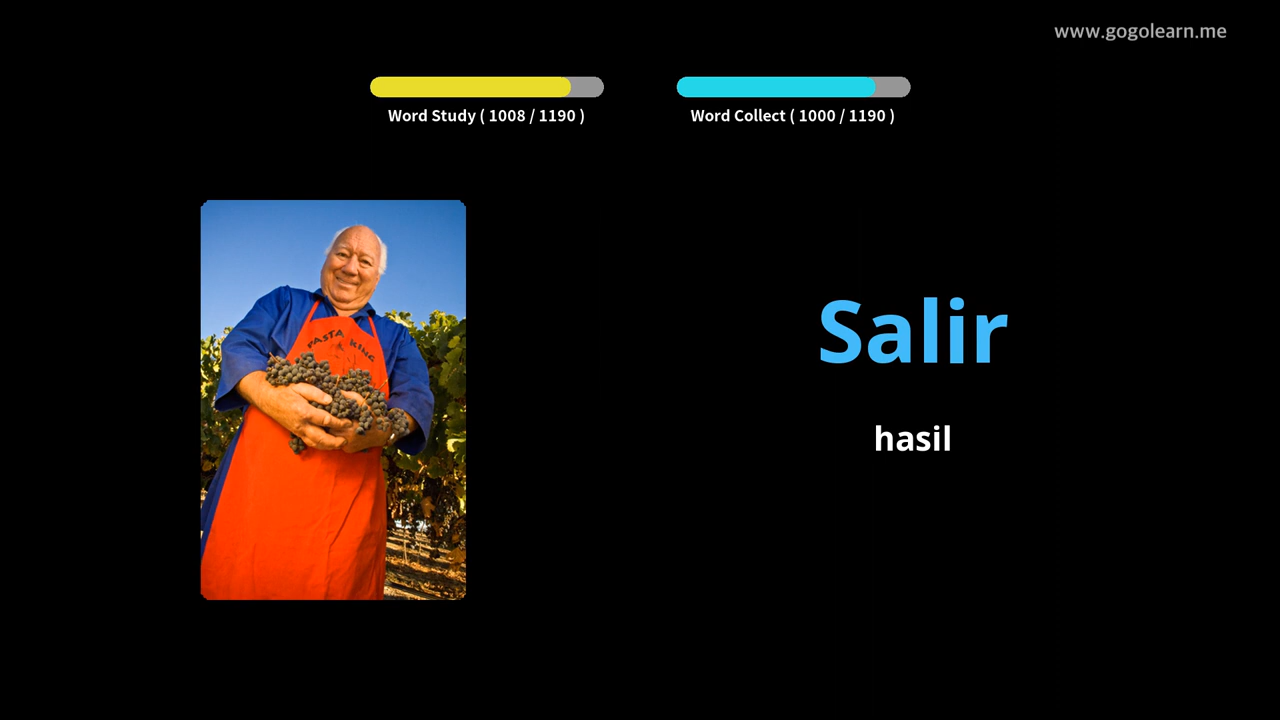 www.gogolearn.me
Word Study ( 1008 / 1190 )
Word Collect ( 1000 / 1190 )
PASTA KING
Salir
hasil